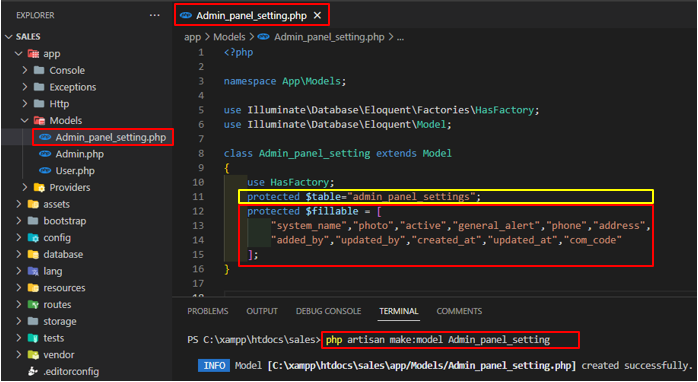 EXPLORER
SALES
app
Console
Exceptions
Http
Models
Admin_panel_setting.php
Admin.php
User.php
Providers
assets
bootstrap
config
database
lang
resources
routes
storage
tests
vendor
.editorconfig
Admin_panel_setting.php
app > Models > Admin_panel_setting.php > ...
1 <?php
2
3 namespace App\Models;
4
5 use Illuminate\Database\Eloquent\Factories\HasFactory;
6 use Illuminate\Database\Eloquent\Model;
7
8 class Admin_panel_setting extends Model
9 {
10 use HasFactory;
11 protected $table="admin_panel_settings";
12 protected $fillable = [
13 "system_name","photo","active","general_alert","phone","address",
14 "added_by","updated_by","created_at","updated_at","com_code"
15 ];
16 }
17
PROBLEMS OUTPUT DEBUG CONSOLE TERMINAL COMMENTS
PS C:\xampp\htdocs\sales> php artisan make:model Admin_panel_setting
INFO Model [C:\xampp\htdocs\sales\app/Models/Admin_panel_setting.php] created successfully.